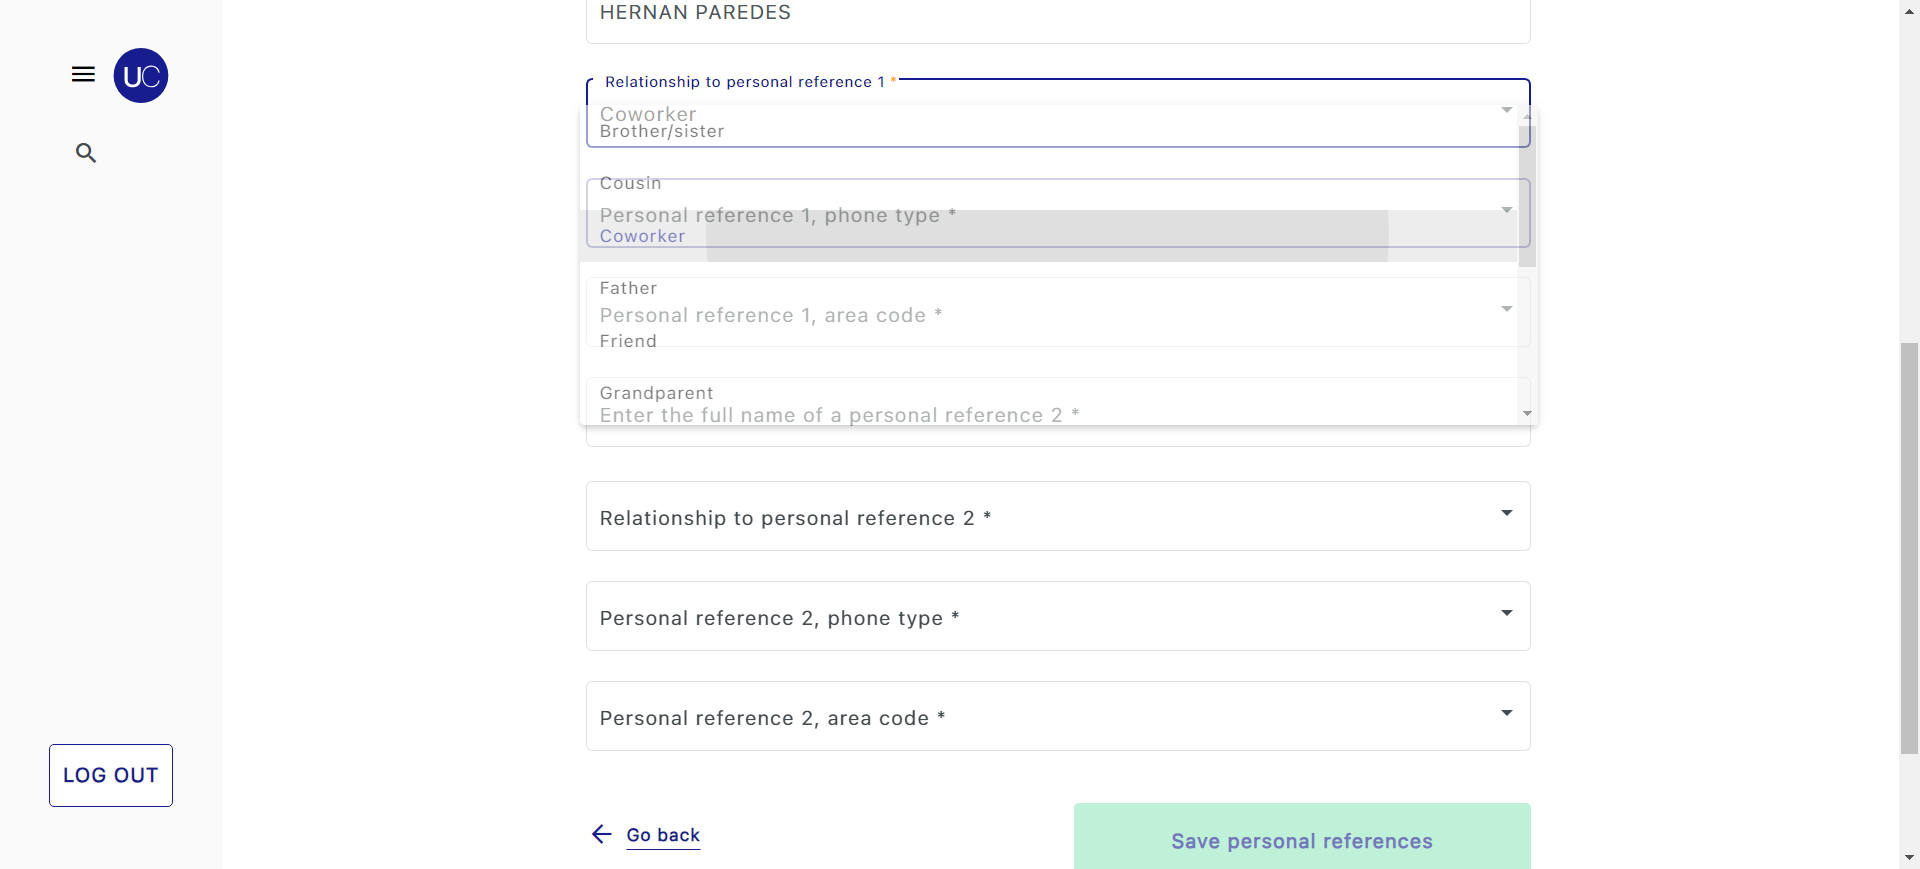 HERNAN PAREDES
UC
Relationship to personal reference 1 *
Coworker
Brother/sister
Cousin
Personal reference 1, phone type *
Coworker
Father
Personal reference 1, area code *
Friend
Grandparent
Enter the full name of a personal reference 2 *
Relationship to personal reference 2 *
Personal reference 2, phone type *
Personal reference 2, area code *
LOG OUT
Go back
Save personal references